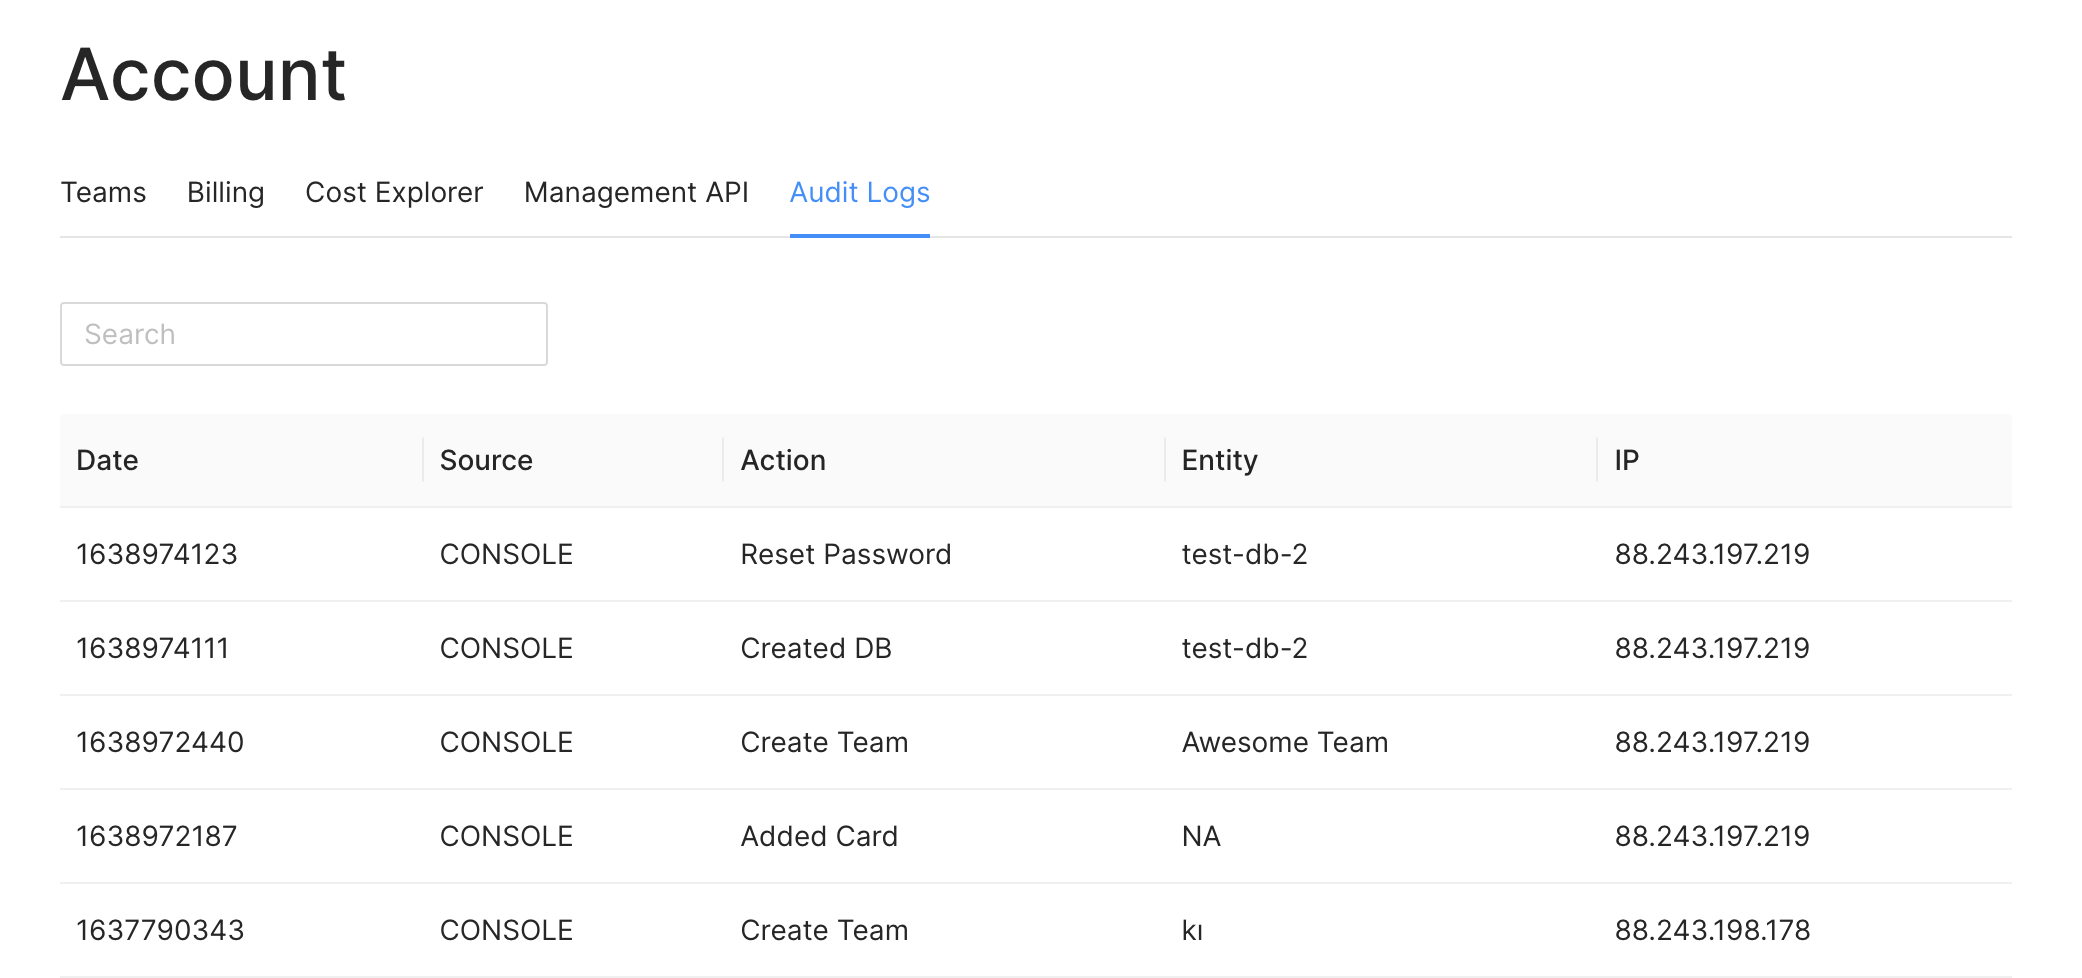 Account
Teams Billing Cost Explorer Management API Audit Logs
Search
Date Source Action Entity IP
1638974123 CONSOLE Reset Password test-db-2 88.243.197.219
1638974111 CONSOLE Created DB test-db-2 88.243.197.219
1638972440 CONSOLE Create Team Awesome Team 88.243.197.219
1638972187 CONSOLE Added Card NA 88.243.197.219
1637790343 CONSOLE Create Team kı 88.243.198.178